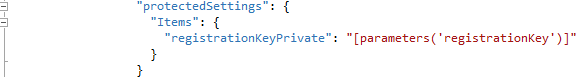 "protectedSettings": {
"Items": {
"registrationKeyPrivate": "[parameters('registrationKey')]"
}
}